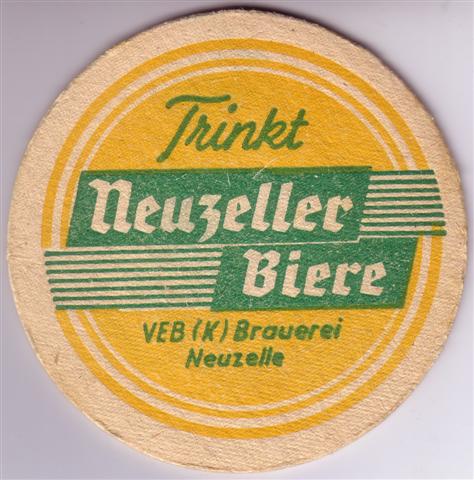 Trinkt
Neuzeller
Biere
VEB (K) Brauerei
Neuzelle